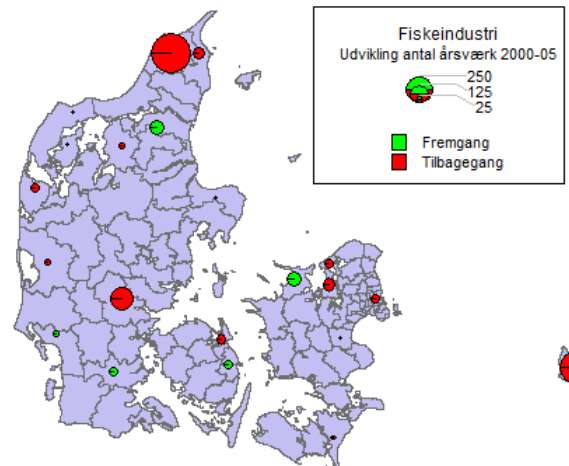 Fiskeindustri
Udvikling antal årsværk 2000-05
250
125
25
Fremgang
Tilbagegang